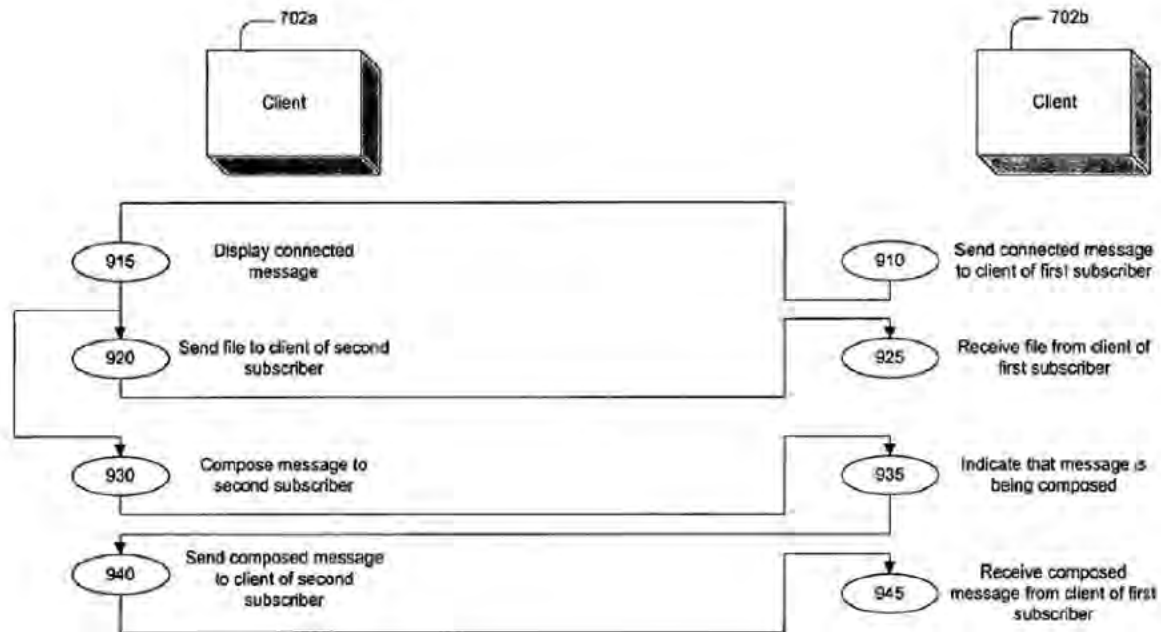 702a
702b
Client
Client
915
Display connected
message
910
Send connected message
to client of first subscriber
920
Send file to client of second
subscriber
925
Receive file from client of
first subscriber
930
Compose message to
second subscriber
935
Indicate that message is
being composed
940
Send composed message
to client of second
subscriber
945
Receive composed
message from client of first
subscriber